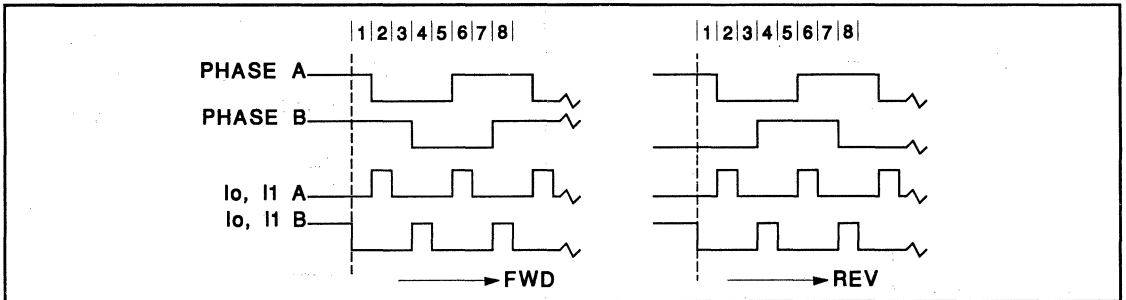 |1|2|3|4|5|6|7|8| |1|2|3|4|5|6|7|8|
PHASE A
PHASE B
Io, I1 A
Io, I1 B
FWD REV